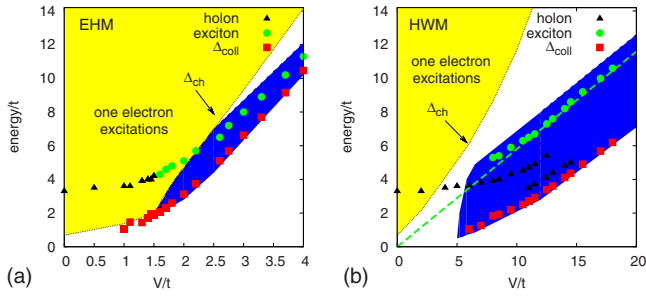 EHM
holon
exciton
Δcoll
Δch
one electron
excitations
energy/t
14
12
10
8
6
4
2
0
0
0.5
1
1.5
2
2.5
3
3.5
4
V/t
(a)
HWM
holon
exciton
Δcoll
one electron
excitations
Δch
energy/t
14
12
10
8
6
4
2
0
0
5
10
15
20
V/t
(b)